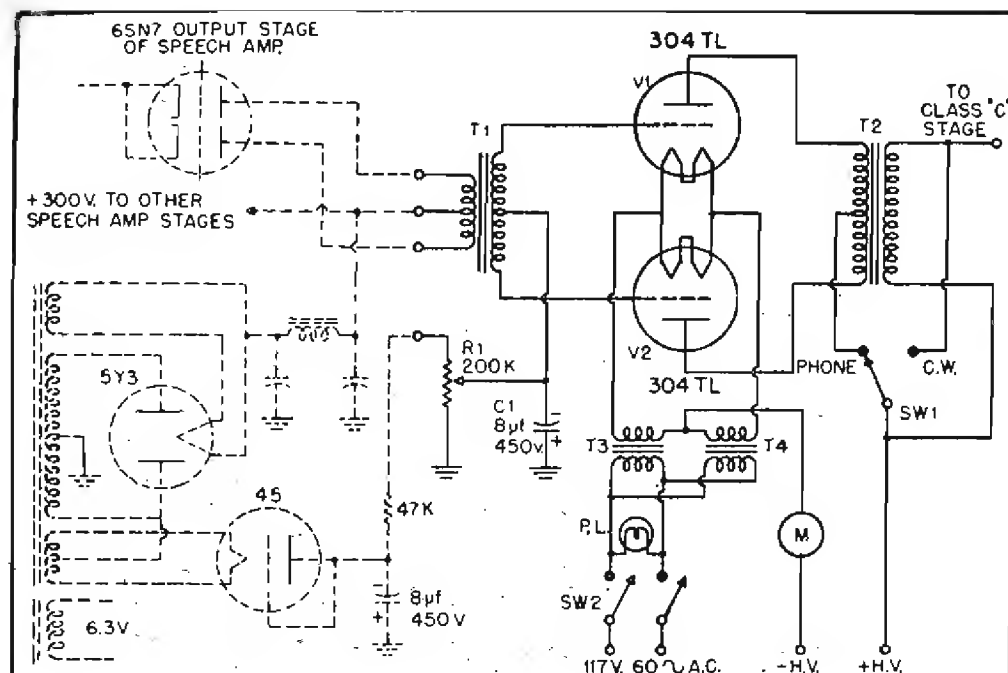 6SN7 OUTPUT STAGE
OF SPEECH AMP.
304 TL
V1
TO
CLASS "C"
STAGE
T1
T2
+300V. TO OTHER
SPEECH AMP STAGES
R1
200K
V2
304 TL
PHONE
C.W.
5Y3
C1
8µf
450v.
SW1
T3
T4
45
47K
P.L.
M
8µf
450V
SW2
6.3V
117V. 60~A.C.
-H.V.
+H.V.